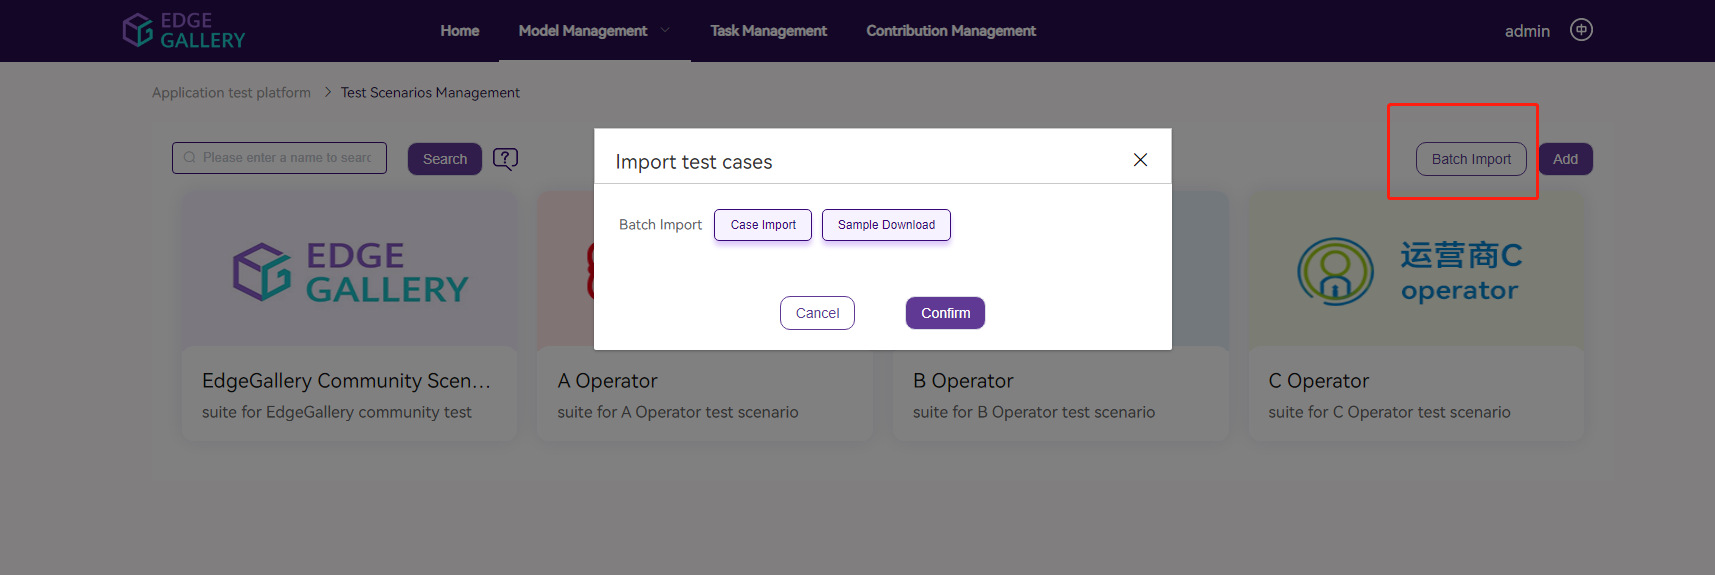 EDGE
GALLERY
Home
Model Management
Task Management
Contribution Management
admin
中
Application test platform > Test Scenarios Management
Please enter a name to searc
Search
?
Batch Import
Add
Import test cases
Batch Import
Case Import
Sample Download
Cancel
Confirm
EDGE
GALLERY
运营商C
operator
EdgeGallery Community Scen...
suite for EdgeGallery community test
A Operator
suite for A Operator test scenario
B Operator
suite for B Operator test scenario
C Operator
suite for C Operator test scenario